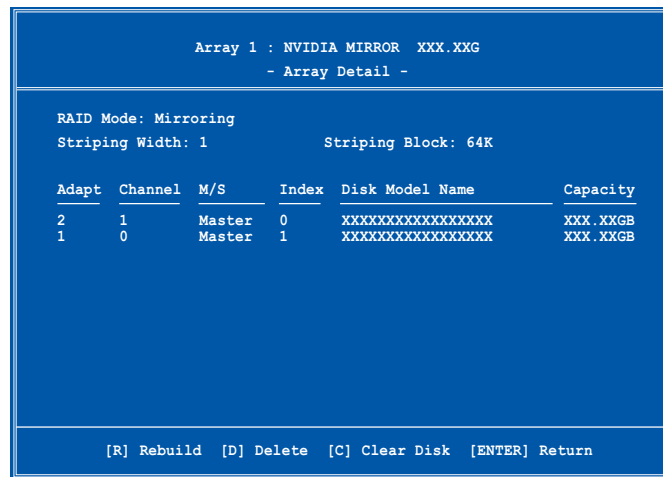 Array 1 : NVIDIA MIRROR XXX.XXG
- Array Detail -
RAID Mode: Mirroring
Striping Width: 1 Striping Block: 64K
Adapt Channel M/S Index Disk Model Name Capacity
2 1 Master 0 XXXXXXXXXXXXXXXXX XXX.XXGB
1 0 Master 1 XXXXXXXXXXXXXXXXX XXX.XXGB
[R] Rebuild [D] Delete [C] Clear Disk [ENTER] Return